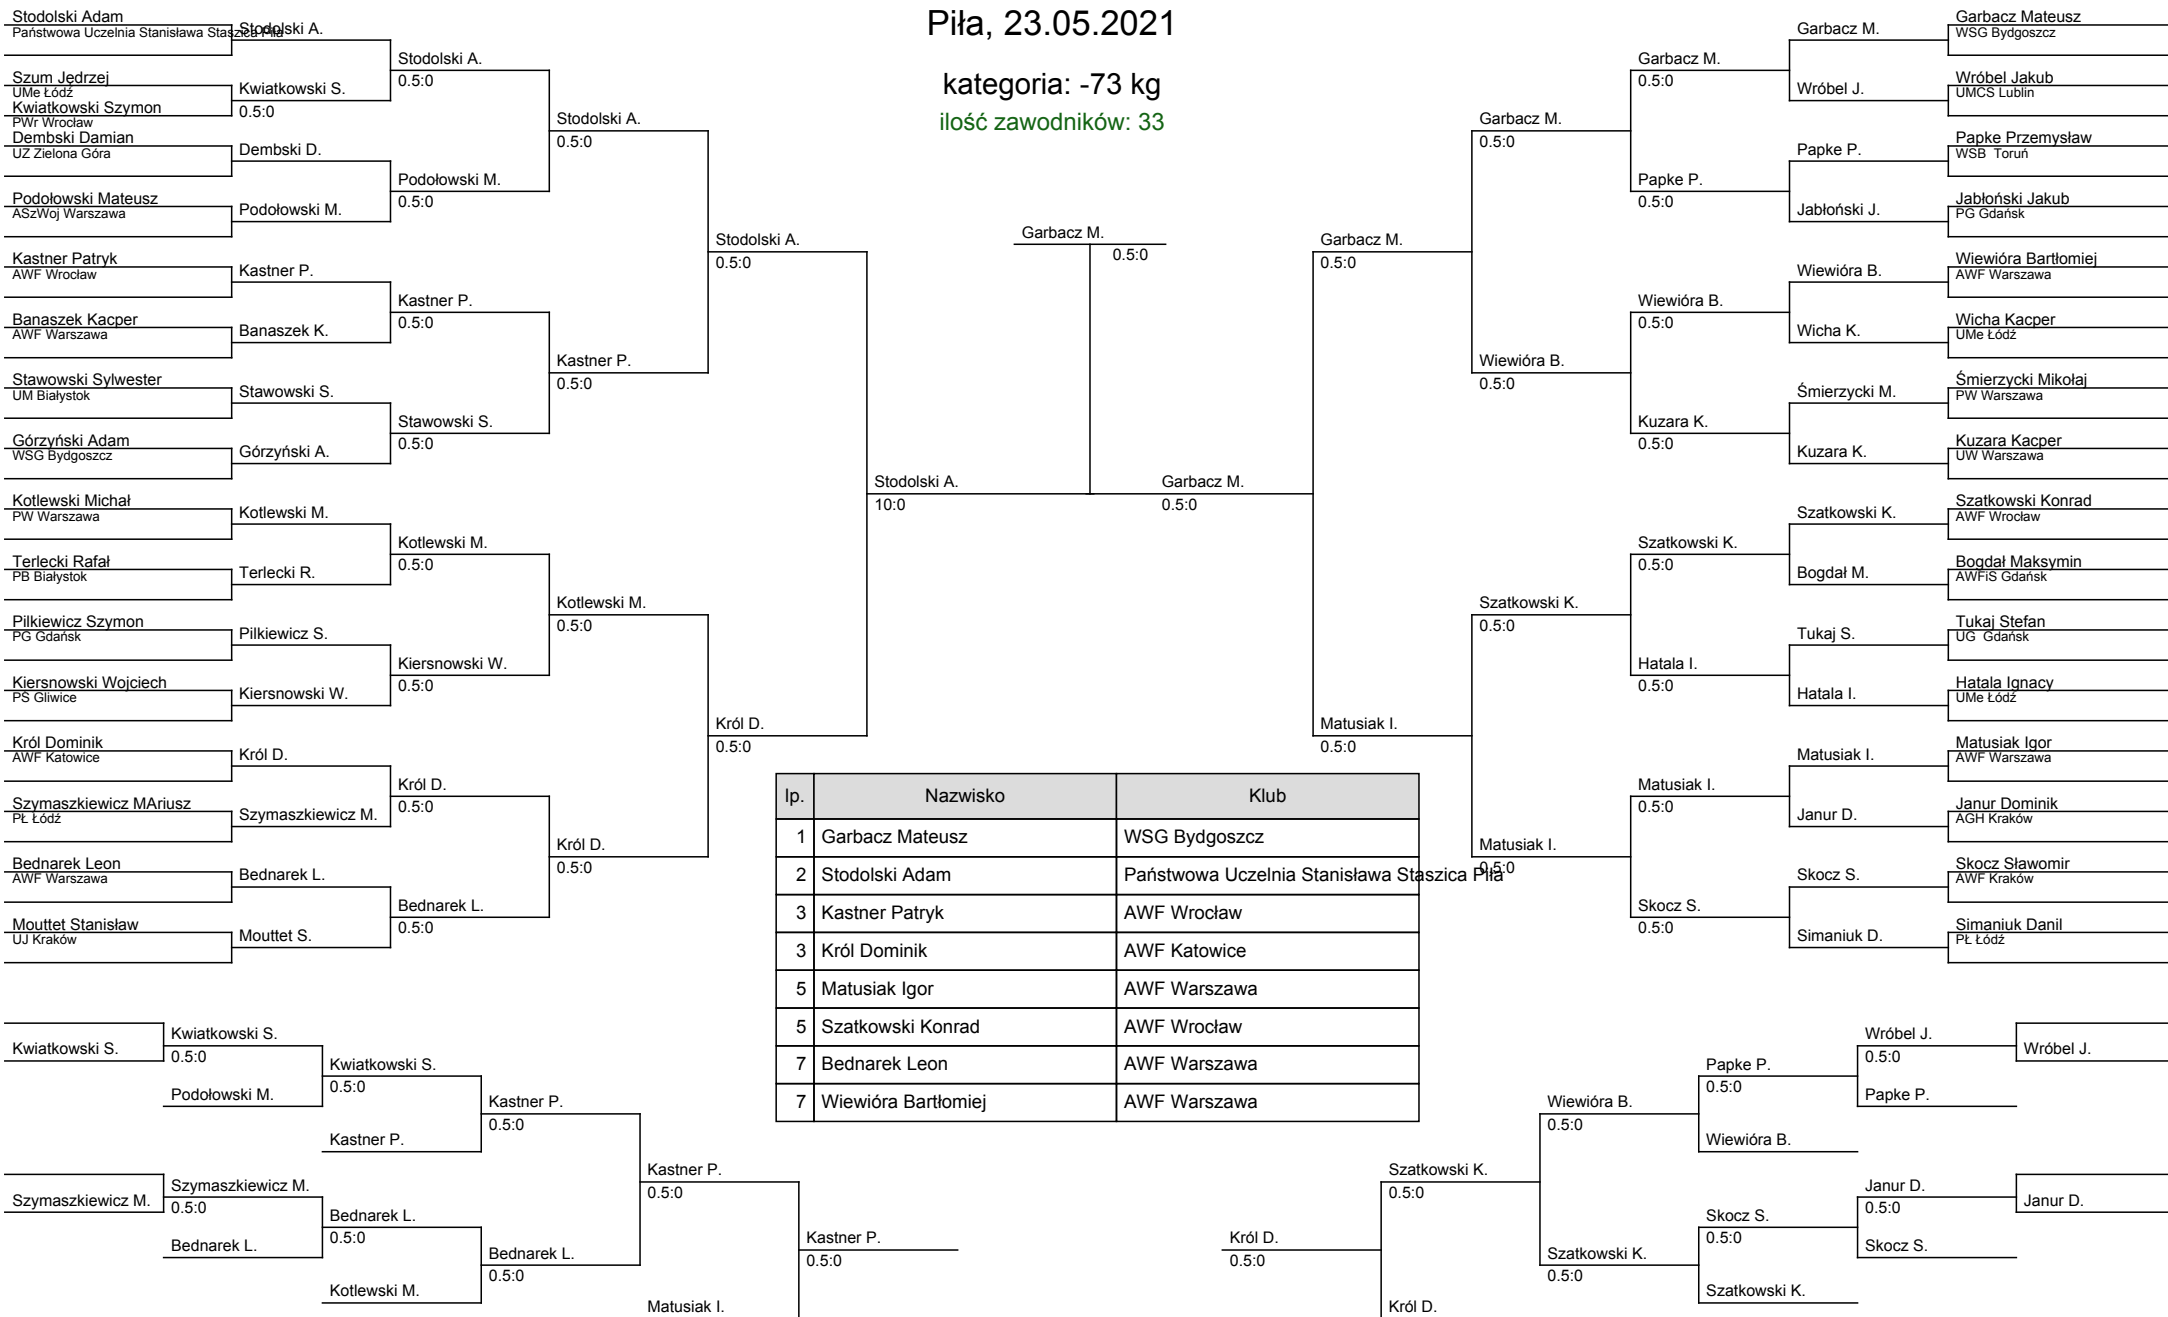 Piła, 23.05.2021
kategoria: -73 kg
ilość zawodników: 33
Stodolski Adam
Państwowa Uczelnia Stanisława Staszica Piła
Szum Jędrzej
UMe Łódź
Kwiatkowski Szymon
PWr Wrocław
Dembski Damian
UZ Zielona Góra
Podołowski Mateusz
ASzWoj Warszawa
Kastner Patryk
AWF Wrocław
Banaszek Kacper
AWF Warszawa
Stawowski Sylwester
UM Białystok
Górzyński Adam
WSG Bydgoszcz
Kotlewski Michał
PW Warszawa
Terlecki Rafał
PB Białystok
Pilkiewicz Szymon
PG Gdańsk
Kiersnowski Wojciech
PŚ Gliwice
Król Dominik
AWF Katowice
Szymaszkiewicz MAriusz
PŁ Łódź
Bednarek Leon
AWF Warszawa
Mouttet Stanisław
UJ Kraków
Stodolski A.
Kwiatkowski S.
0.5:0
Dembski D.
Podołowski M.
Kastner P.
Banaszek K.
Stawowski S.
Górzyński A.
Kotlewski M.
Terlecki R.
Pilkiewicz S.
Kiersnowski W.
Król D.
Szymaszkiewicz M.
Bednarek L.
Mouttet S.
Stodolski A.
0.5:0
Podołowski M.
0.5:0
Kastner P.
0.5:0
Stawowski S.
0.5:0
Kotlewski M.
0.5:0
Kiersnowski W.
0.5:0
Król D.
0.5:0
Bednarek L.
0.5:0
Stodolski A.
0.5:0
Kastner P.
0.5:0
Kotlewski M.
0.5:0
Król D.
0.5:0
Stodolski A.
0.5:0
Król D.
0.5:0
Stodolski A.
10:0
Garbacz M.
0.5:0
Garbacz M.
0.5:0
Garbacz M.
0.5:0
Matusiak I.
0.5:0
Garbacz M.
0.5:0
Wiewióra B.
0.5:0
Szatkowski K.
0.5:0
Matusiak I.
0.5:0
Garbacz M.
0.5:0
Papke P.
0.5:0
Wiewióra B.
0.5:0
Kuzara K.
0.5:0
Szatkowski K.
0.5:0
Hatala I.
0.5:0
Matusiak I.
0.5:0
Skocz S.
0.5:0
Garbacz M.
Wróbel J.
Papke P.
Jabłoński J.
Wiewióra B.
Wicha K.
Śmierzycki M.
Kuzara K.
Szatkowski K.
Bogdał M.
Tukaj S.
Hatala I.
Matusiak I.
Janur D.
Skocz S.
Simaniuk D.
Garbacz Mateusz
WSG Bydgoszcz
Wróbel Jakub
UMCS Lublin
Papke Przemysław
WSB Toruń
Jabłoński Jakub
PG Gdańsk
Wiewióra Bartłomiej
AWF Warszawa
Wicha Kacper
UMe Łódź
Śmierzycki Mikołaj
PW Warszawa
Kuzara Kacper
UW Warszawa
Szatkowski Konrad
AWF Wrocław
Bogdał Maksymin
AWFiS Gdańsk
Tukaj Stefan
UG Gdańsk
Hatala Ignacy
UMe Łódź
Matusiak Igor
AWF Warszawa
Janur Dominik
AGH Kraków
Skocz Sławomir
AWF Kraków
Simaniuk Danil
PŁ Łódź
lp. Nazwisko Klub
1 Garbacz Mateusz WSG Bydgoszcz
2 Stodolski Adam Państwowa Uczelnia Stanisława Staszica Piła
3 Kastner Patryk AWF Wrocław
3 Król Dominik AWF Katowice
5 Matusiak Igor AWF Warszawa
5 Szatkowski Konrad AWF Wrocław
7 Bednarek Leon AWF Warszawa
7 Wiewióra Bartłomiej AWF Warszawa
Kwiatkowski S.
Szymaszkiewicz M.
Kwiatkowski S.
0.5:0
Podołowski M.
Szymaszkiewicz M.
0.5:0
Bednarek L.
Kwiatkowski S.
0.5:0
Kastner P.
Bednarek L.
0.5:0
Kotlewski M.
Kastner P.
0.5:0
Bednarek L.
0.5:0
Kastner P.
0.5:0
Matusiak I.
Kastner P.
0.5:0
Król D.
0.5:0
Szatkowski K.
0.5:0
Król D.
Wiewióra B.
0.5:0
Szatkowski K.
0.5:0
Papke P.
0.5:0
Wiewióra B.
Skocz S.
0.5:0
Szatkowski K.
Wróbel J.
0.5:0
Papke P.
Janur D.
0.5:0
Skocz S.
Wróbel J.
Janur D.